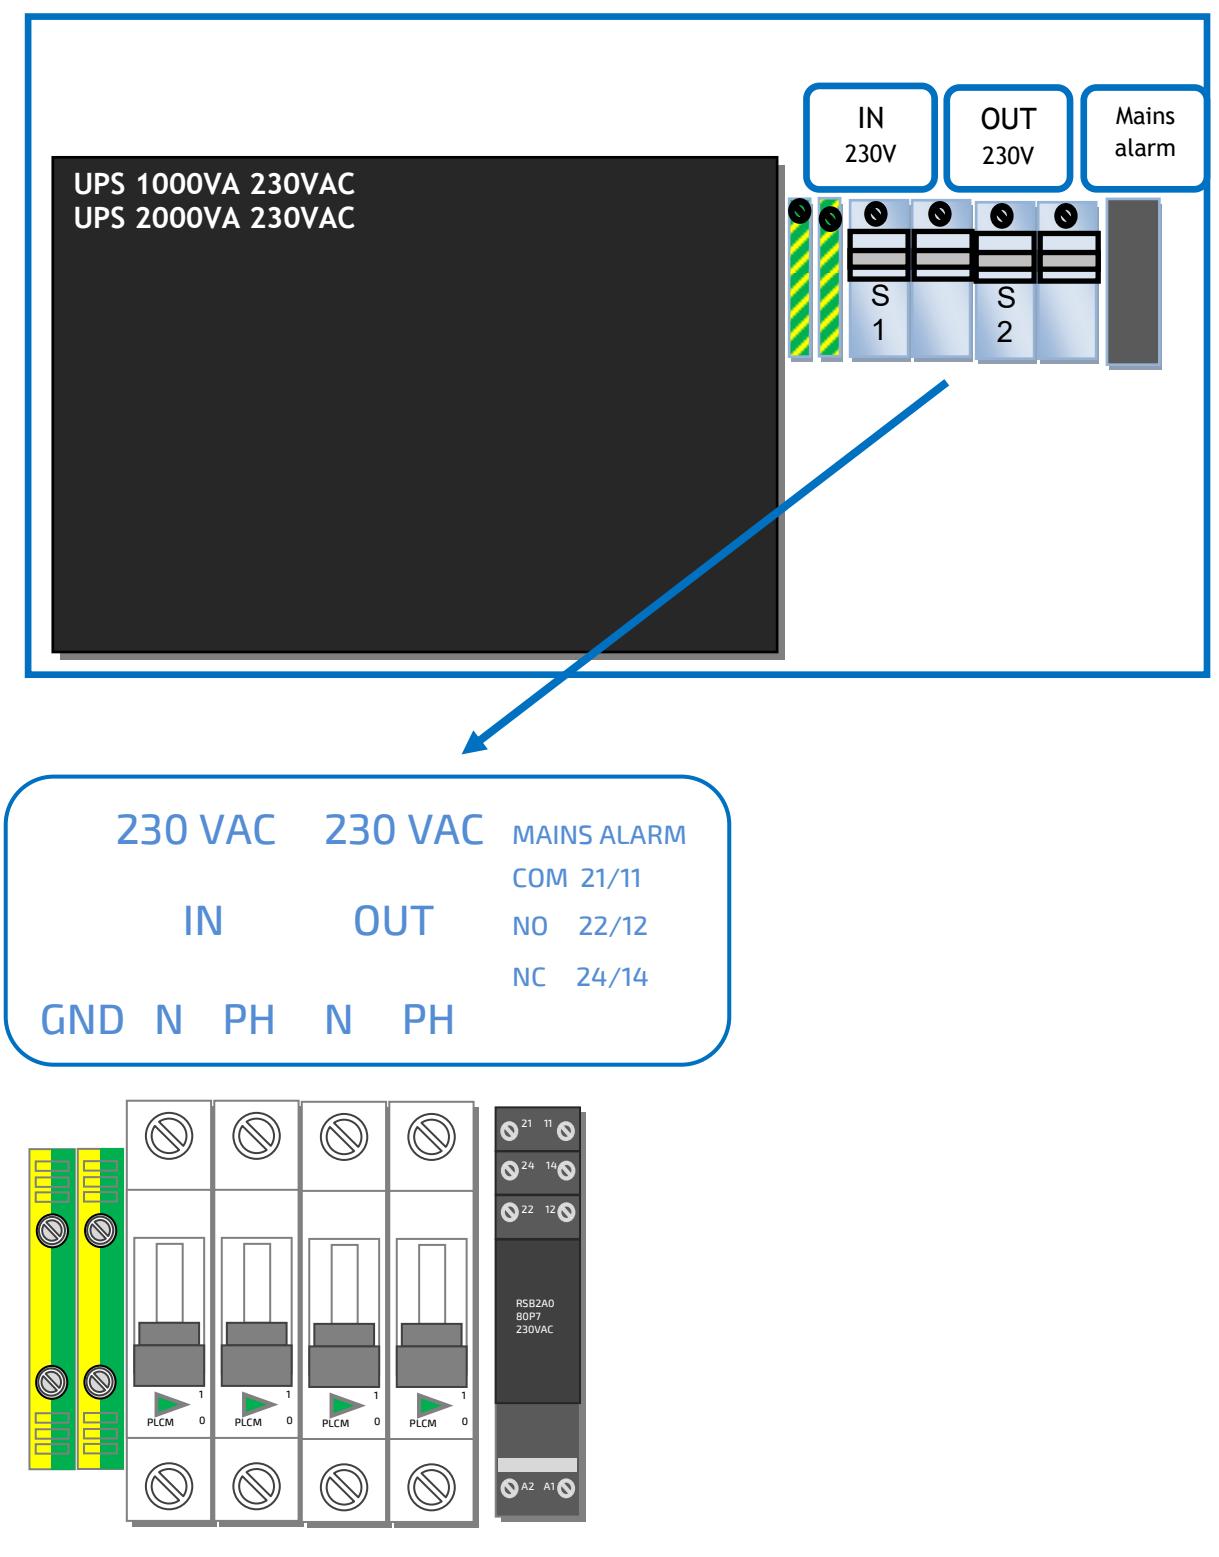 IN
230V
OUT
230V
Mains
alarm
UPS 1000VA 230VAC
UPS 2000VA 230VAC
S
1
S
2
230 VAC 230 VAC MAINS ALARM
COM 21/11
IN OUT NO 22/12
NC 24/14
GND N PH N PH
21 11
24 14
22 12
RSB2A0
80P7
230VAC
1 1 1 1
PLCM 0 PLCM 0 PLCM 0 PLCM 0
A2 A1